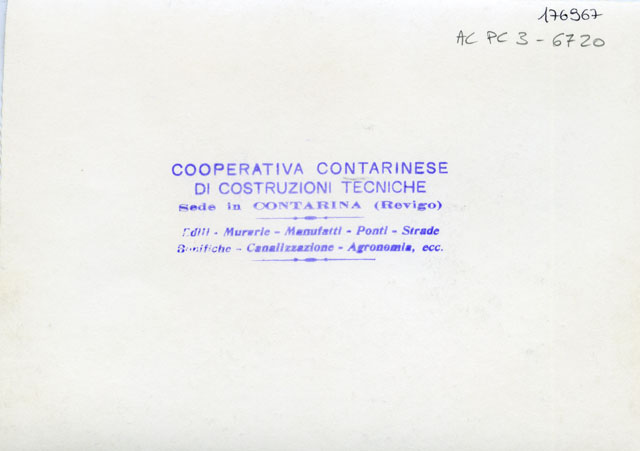 176967
AC PC 3 - 6720
COOPERATIVA CONTARINESE
DI COSTRUZIONI TECNICHE
Sede in CONTARINA (Rovigo)
Edili - Murarie - Manufatti - Ponti - Strade
Bonifiche - Canalizzazione - Agronomia, ecc.